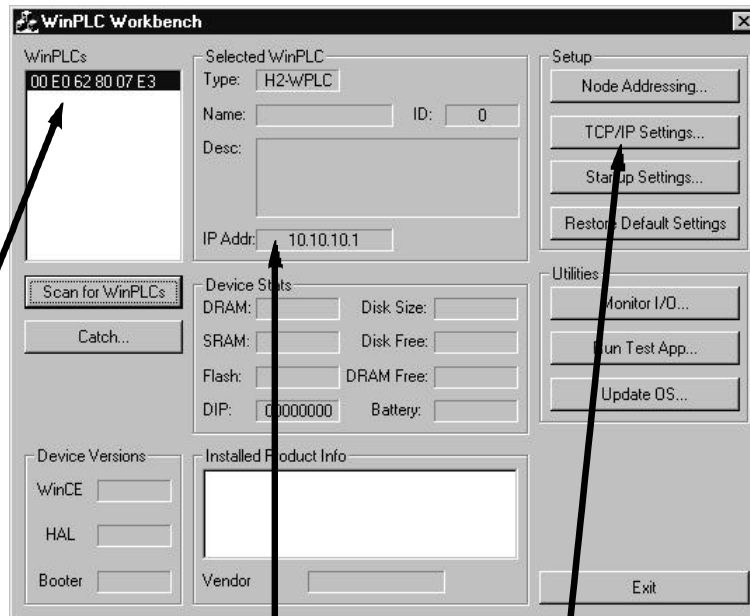 WinPLC Workbench
WinPLCs
00 E0 62 80 07 E3
Scan for WinPLCs
Catch...
Selected WinPLC
Type: H2-WPLC
Name:
ID: 0
Desc:
IP Addr: 10.10.10.1
Device Stats
DRAM:
Disk Size:
SRAM:
Disk Free:
Flash:
DRAM Free:
DIP: 00000000
Battery:
Device Versions
WinCE
HAL
Booter
Installed Product Info
Vendor
Setup
Node Addressing...
TCP/IP Settings...
Startup Settings...
Restore Default Settings
Utilities
Monitor I/O...
Run Test App...
Update OS...
Exit